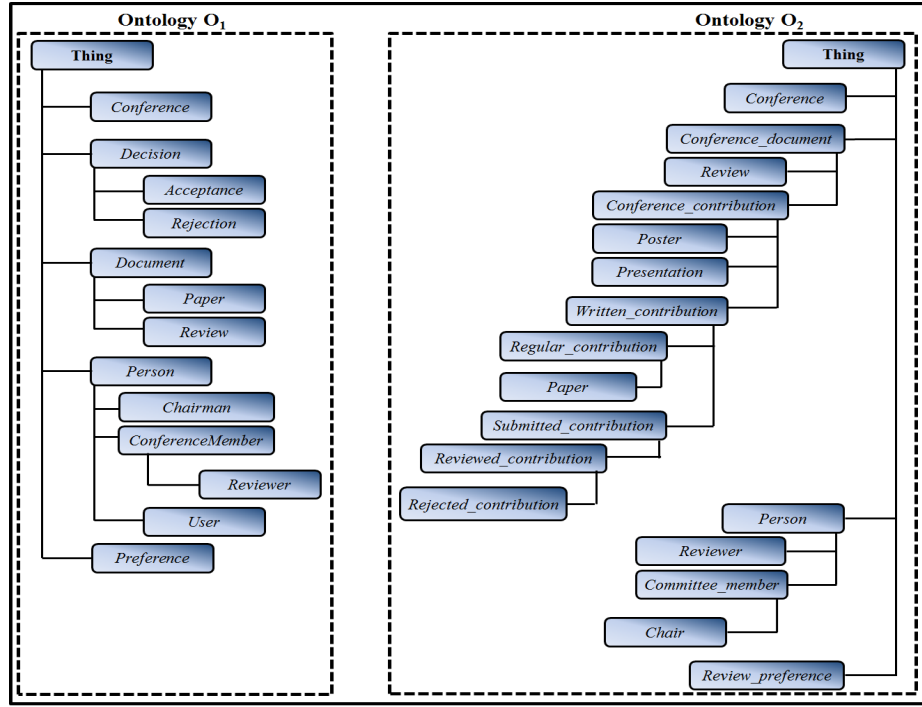 Ontology O1
Thing
Conference
Decision
Acceptance
Rejection
Document
Paper
Review
Person
Chairman
ConferenceMember
Reviewer
User
Preference
Ontology O2
Thing
Conference
Conference_document
Review
Conference_contribution
Poster
Presentation
Written_contribution
Regular_contribution
Paper
Submitted_contribution
Reviewed_contribution
Rejected_contribution
Person
Reviewer
Committee_member
Chair
Review_preference